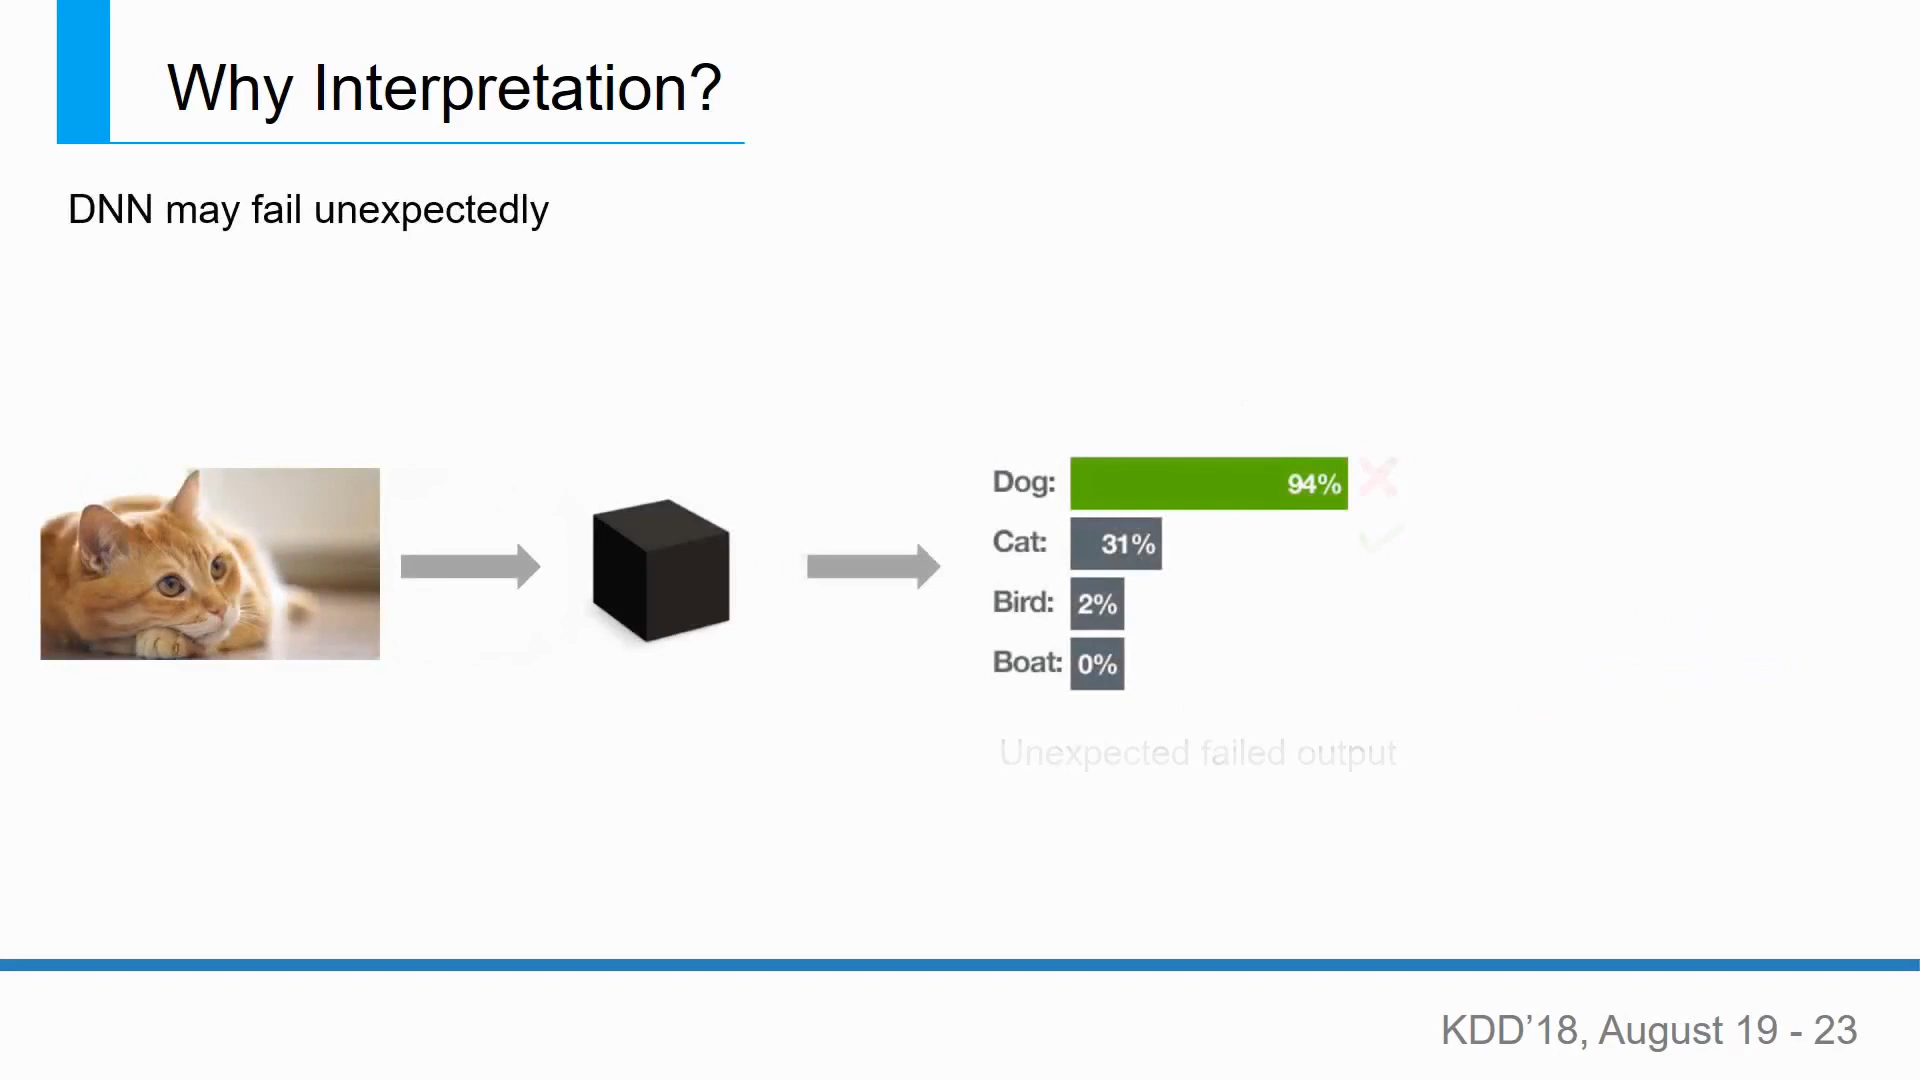 Why Interpretation?
DNN may fail unexpectedly
Dog: 94%
Cat: 31%
Bird: 2%
Boat: 0%
Unexpected failed output
KDD’18, August 19 - 23